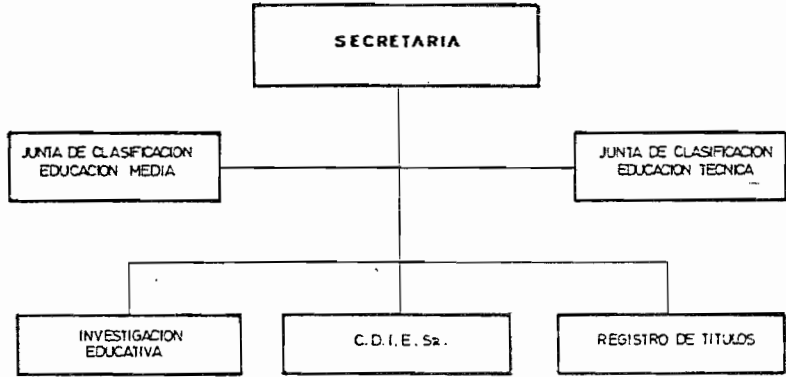 SECRETARIA
JUNTA DE CLASIFICACION
EDUCACION MEDIA
JUNTA DE CLASIFICACION
EDUCACION TECNICA
INVESTIGACION
EDUCATIVA
C.D.I.E. Sa.
REGISTRO DE TITULOS